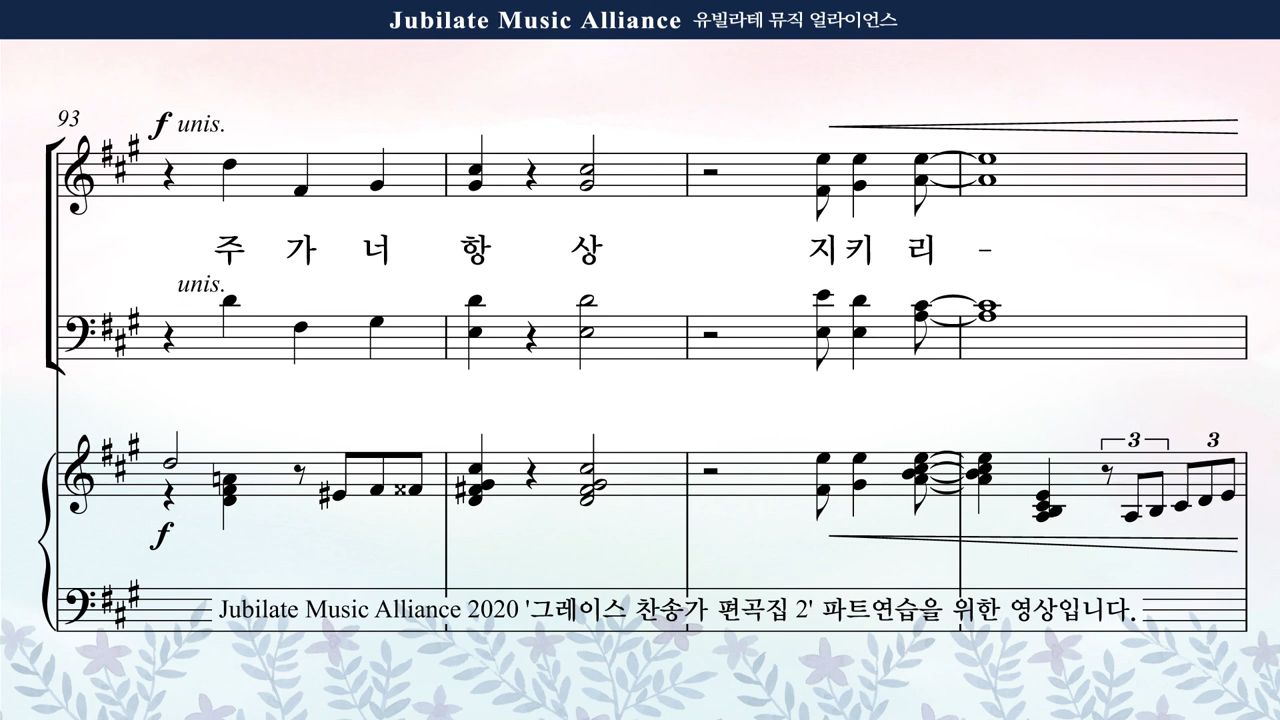 Jubilate Music Alliance 유빌라테 뮤직 얼라이언스
93
f unis.
주 가 너 항 상 지 키 리 -
unis.
3 3
f
Jubilate Music Alliance 2020 '그레이스 찬송가 편곡집 2' 파트연습을 위한 영상입니다.